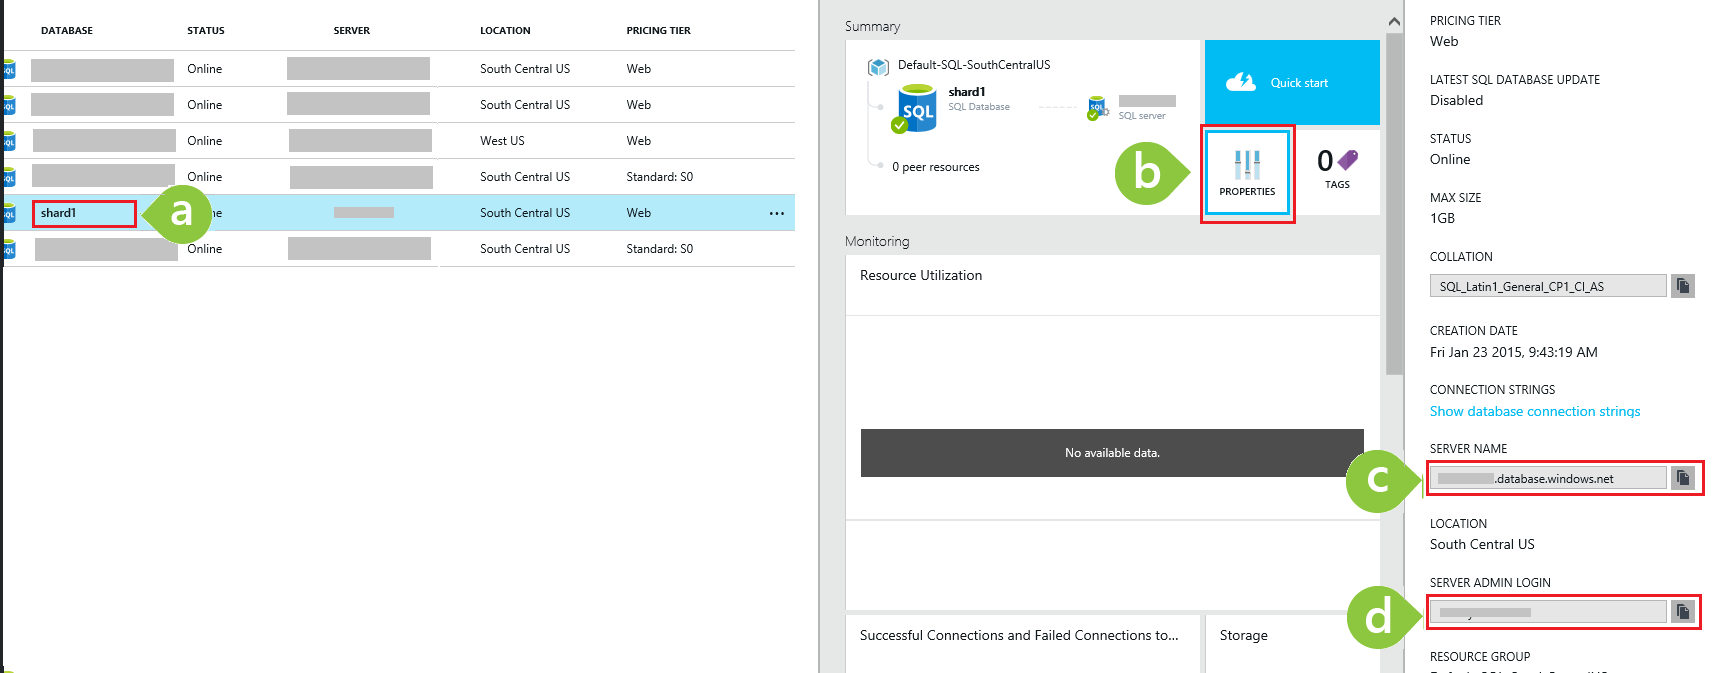 DATABASE STATUS SERVER LOCATION PRICING TIER
SQL Online South Central US Web
SQL Online South Central US Web
SQL Online West US Web
SQL Online South Central US Standard: S0
SQL shard1 a South Central US Web ...
SQL Online South Central US Standard: S0
Summary
Default-SQL-SouthCentralUS
SQL
shard1
SQL Database
SQL
SQL server
0 peer resources
Quick start
b
PROPERTIES
0
TAGS
Monitoring
Resource Utilization
No available data.
Successful Connections and Failed Connections to...
Storage
PRICING TIER
Web
LATEST SQL DATABASE UPDATE
Disabled
STATUS
Online
MAX SIZE
1GB
COLLATION
SQL_Latin1_General_CP1_CI_AS
CREATION DATE
Fri Jan 23 2015, 9:43:19 AM
CONNECTION STRINGS
Show database connection strings
SERVER NAME
c
.database.windows.net
LOCATION
South Central US
SERVER ADMIN LOGIN
d
RESOURCE GROUP